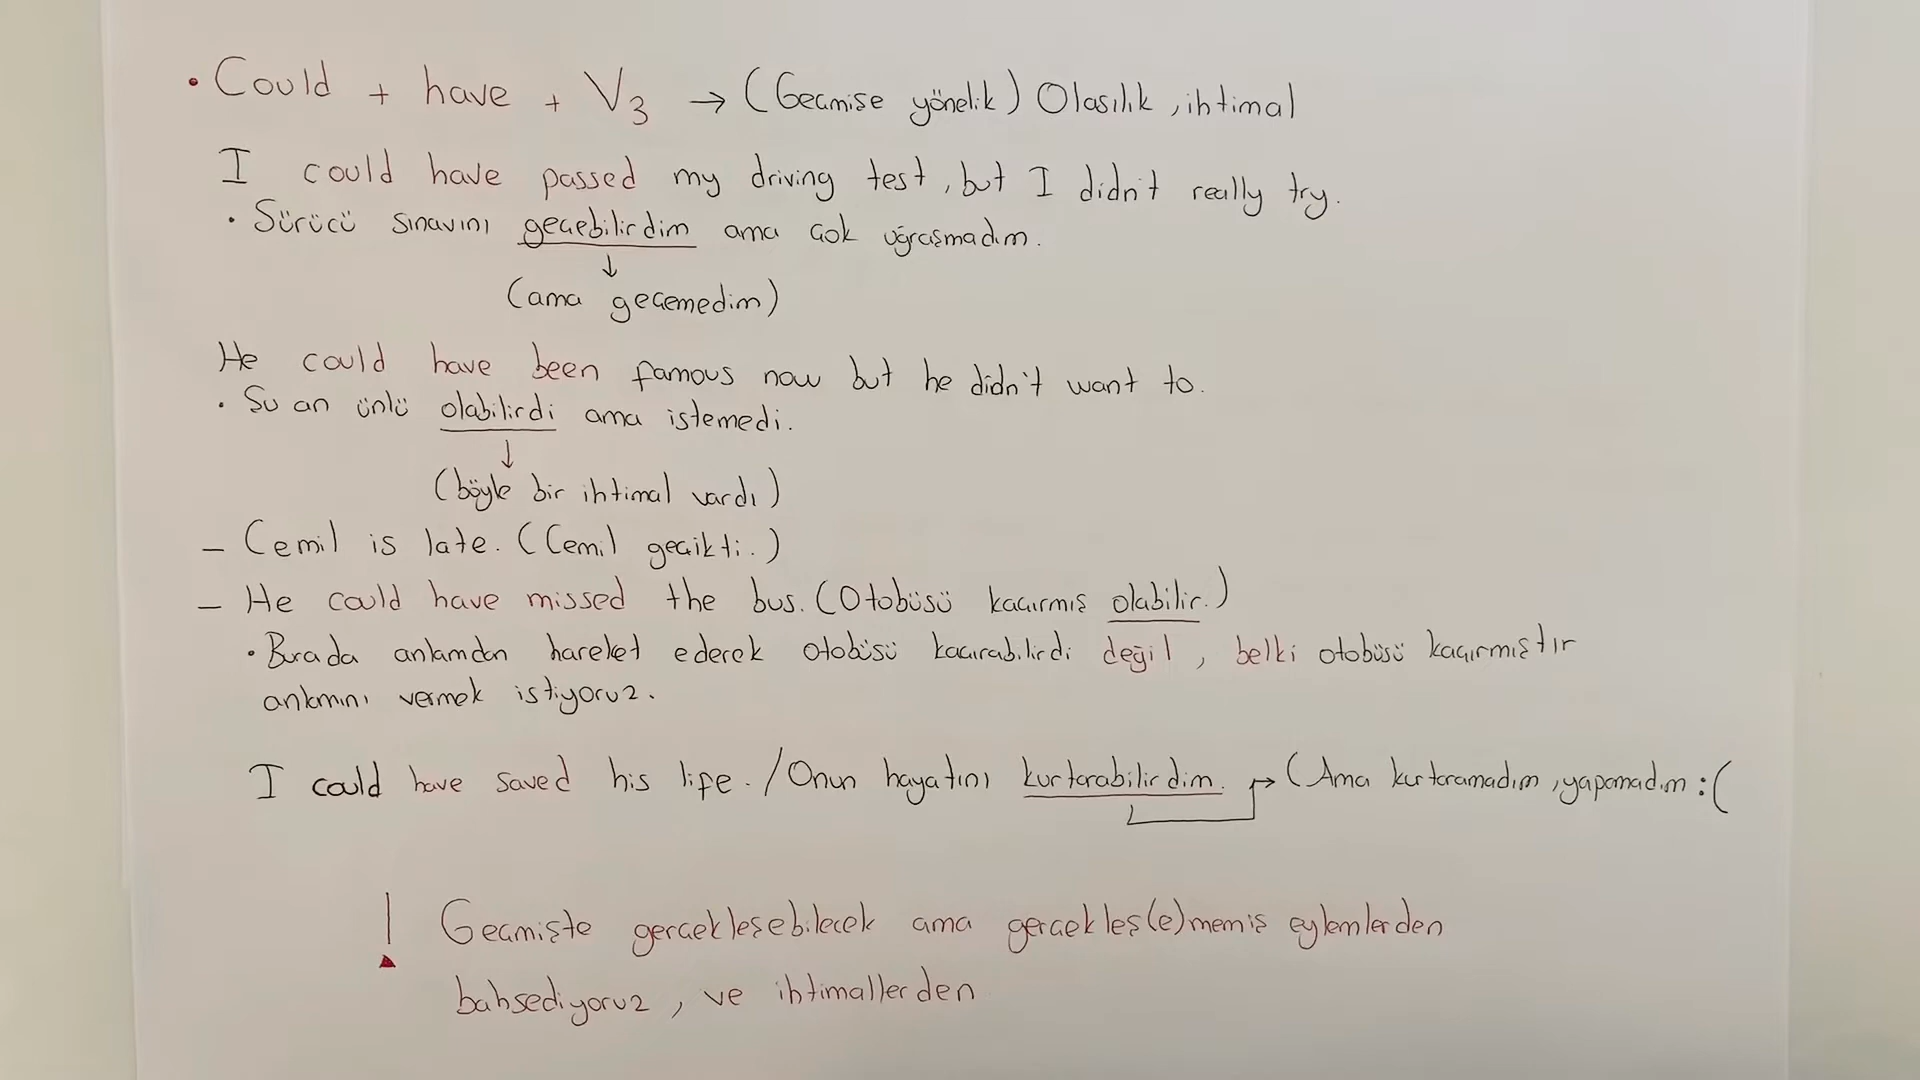 • Could + have + V3 → (Geçmişe yönelik) Olasılık, ihtimal
I could have passed my driving test, but I didn't really try.
• Sürücü sınavını geçebilirdim ama çok uğraşmadım.
↓
(ama geçemedim)
He could have been famous now but he didn't want to.
• Şu an ünlü olabilirdi ama istemedi.
↓
(böyle bir ihtimal vardı)
– Cemil is late. (Cemil gecikti.)
– He could have missed the bus. (Otobüsü kaçırmış olabilir.)
• Burada anlamdan hareket ederek otobüsü kaçırabilirdi değil, belki otobüsü kaçırmıştır
anlamını vermek istiyoruz.
I could have saved his life. / Onun hayatını kurtarabilirdim. → (Ama kurtaramadım, yapamadım :(
! Geçmişte gerçekleşebilecek ama gerçekleş(e)memiş eylemlerden
bahsediyoruz, ve ihtimallerden